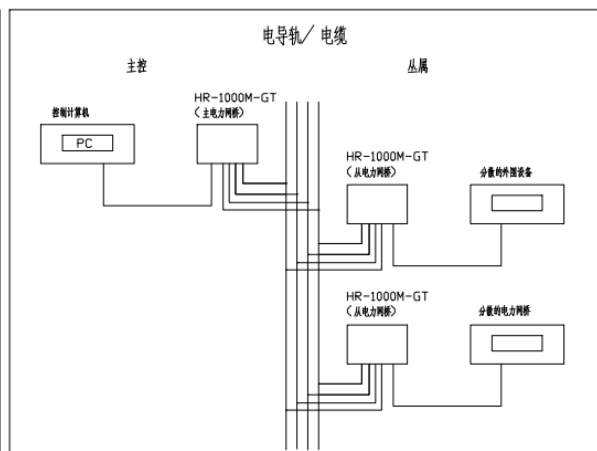 电导轨/电缆
主控
丛属
控制计算机
PC
HR-1000M-GT
(主电力网桥)
HR-1000M-GT
(从电力网桥)
分散的外围设备
HR-1000M-GT
(从电力网桥)
分散的电力网桥